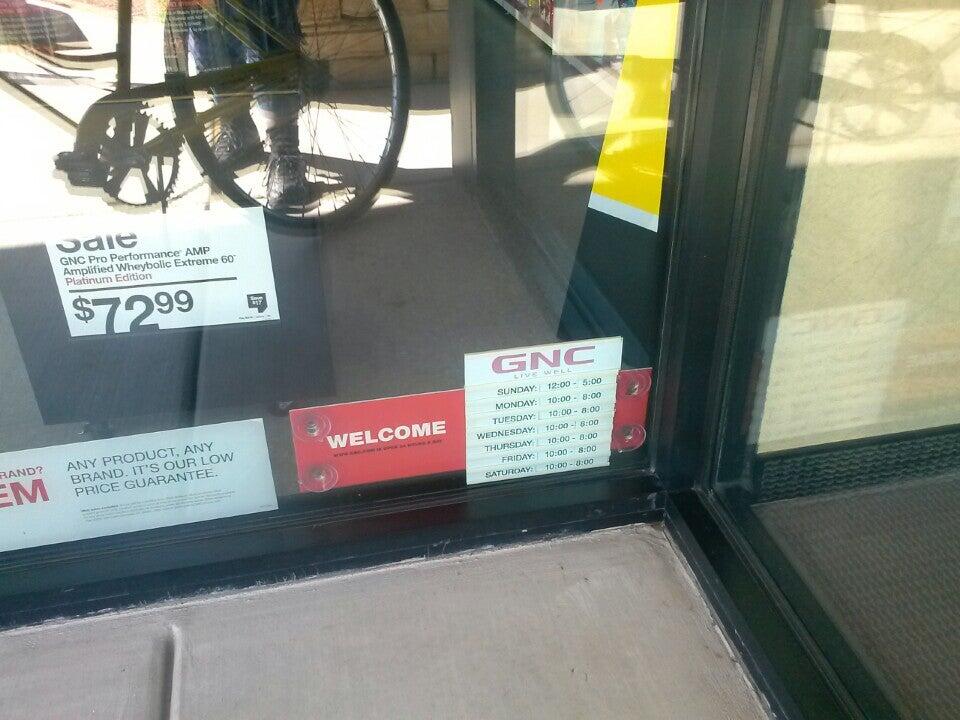 Sale
GNC Pro Performance® AMP
Amplified Wheybolic Extreme 60™
Platinum Edition
$72.99
Save
$17
RAND?
EM
ANY PRODUCT, ANY
BRAND. IT'S OUR LOW
PRICE GUARANTEE.
WELCOME
GNC
LIVE WELL
SUNDAY: 12:00 - 5:00
MONDAY: 10:00 - 8:00
TUESDAY: 10:00 - 8:00
WEDNESDAY: 10:00 - 8:00
THURSDAY: 10:00 - 8:00
FRIDAY: 10:00 - 8:00
SATURDAY: 10:00 - 8:00